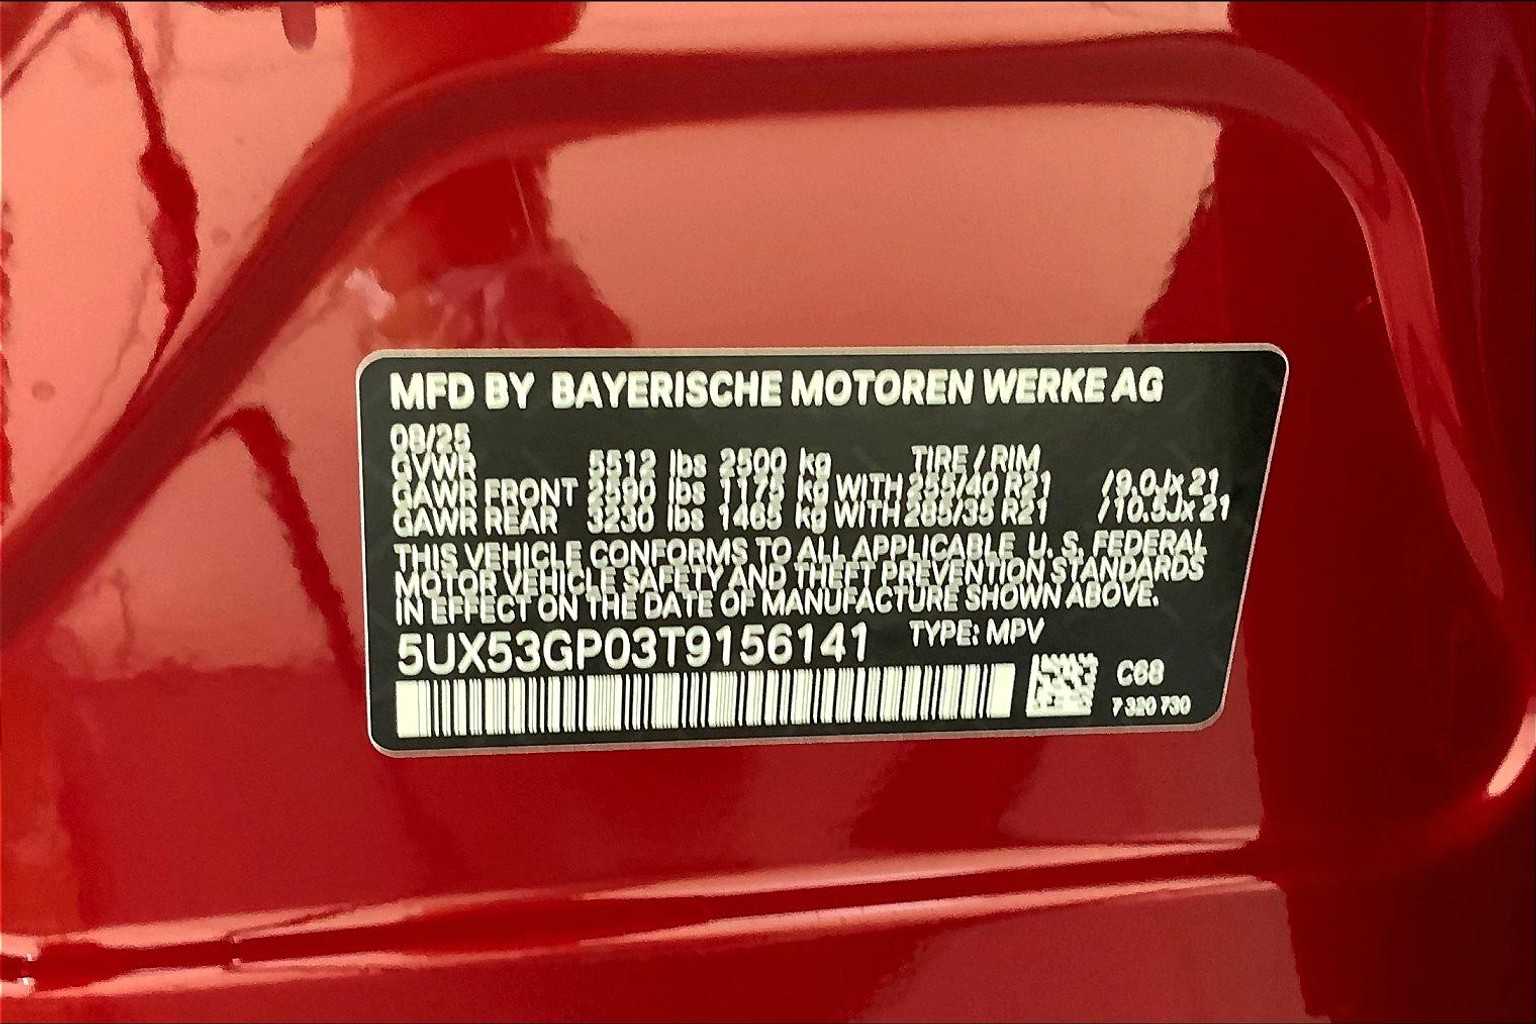 MFD BY BAYERISCHE MOTOREN WERKE AG
08/25
GVWR 5512 lbs 2500 kg TIRE / RIM
GAWR FRONT 2590 lbs 1175 kg WITH 255/40 R21 /9.0Jx21
GAWR REAR 3230 lbs 1465 kg WITH 285/35 R21 /10.5Jx21
THIS VEHICLE CONFORMS TO ALL APPLICABLE U. S. FEDERAL
MOTOR VEHICLE SAFETY AND THEFT PREVENTION STANDARDS
IN EFFECT ON THE DATE OF MANUFACTURE SHOWN ABOVE.
5UX53GP03T9156141 TYPE: MPV
C68
7 320 730